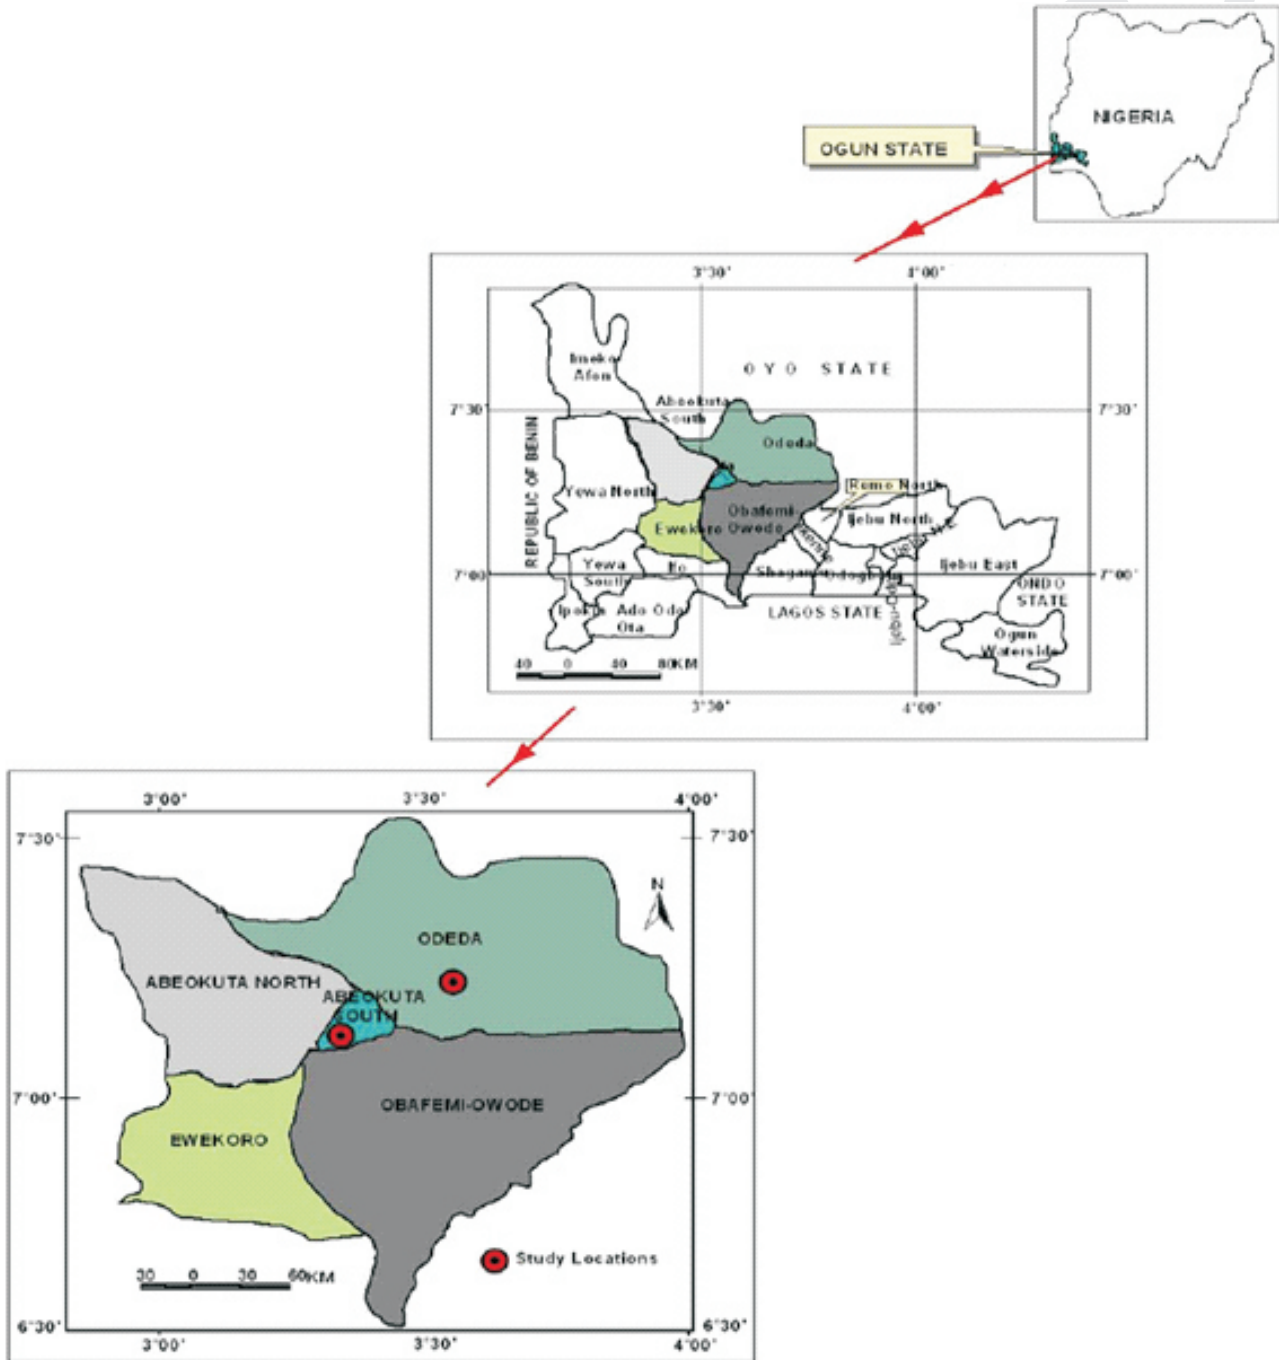 NIGERIA
OGUN STATE
3°30'
4°00'
Imeko
Afon
OYO STATE
7°30'
Abeokuta
South
7°30'
REPUBLIC OF BENIN
Odeda
Yewa North
Remo North
Obafemi
Ijebu North
Ewekoro
Owode
Yewa
South
Ifo
Ijebu East
7°00'
Shagamu
7°00'
ONDO
STATE
Ipokia
Ado Odo
Ota
LAGOS STATE
Ijebu-Ode
Ogun
Waterside
40 0 40 80KM
3°30'
4°00'
3°00'
3°30'
4°00'
7°30'
7°30'
N
ODEDA
ABEOKUTA NORTH
ABEOKUTA
SOUTH
7°00'
7°00'
OBAFEMI-OWODE
EWEKORO
Study Locations
30 0 30 60KM
6°30'
6°30'
3°00'
3°30'
4°00'